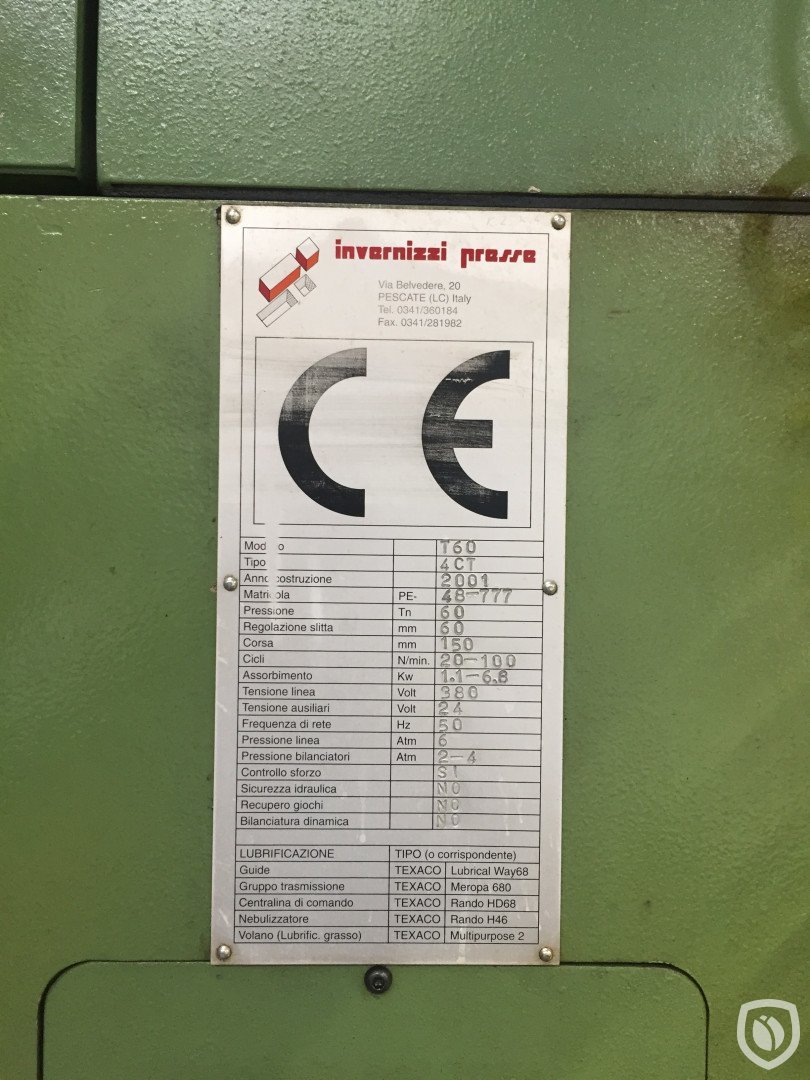 invernizzi presse
Via Belvedere, 20
PESCATE (LC) Italy
Tel. 0341/360184
Fax. 0341/281982
CE
Modello T60
Tipo 4CT
Anno costruzione 2001
Matricola PE- 48-777
Pressione Tn 60
Regolazione slitta mm 60
Corsa mm 150
Cicli N/min. 20-100
Assorbimento Kw 1.1-6.8
Tensione linea Volt 380
Tensione ausiliari Volt 24
Frequenza di rete Hz 50
Pressione linea Atm 6
Pressione bilanciatori Atm 2-4
Controllo sforzo SI
Sicurezza idraulica NO
Recupero giochi NO
Bilanciatura dinamica NO
LUBRIFICAZIONE TIPO (o corrispondente)
Guide TEXACO Lubrical Way68
Gruppo trasmissione TEXACO Meropa 680
Centralina di comando TEXACO Rando HD68
Nebulizzatore TEXACO Rando H46
Volano (Lubrific. grasso) TEXACO Multipurpose 2